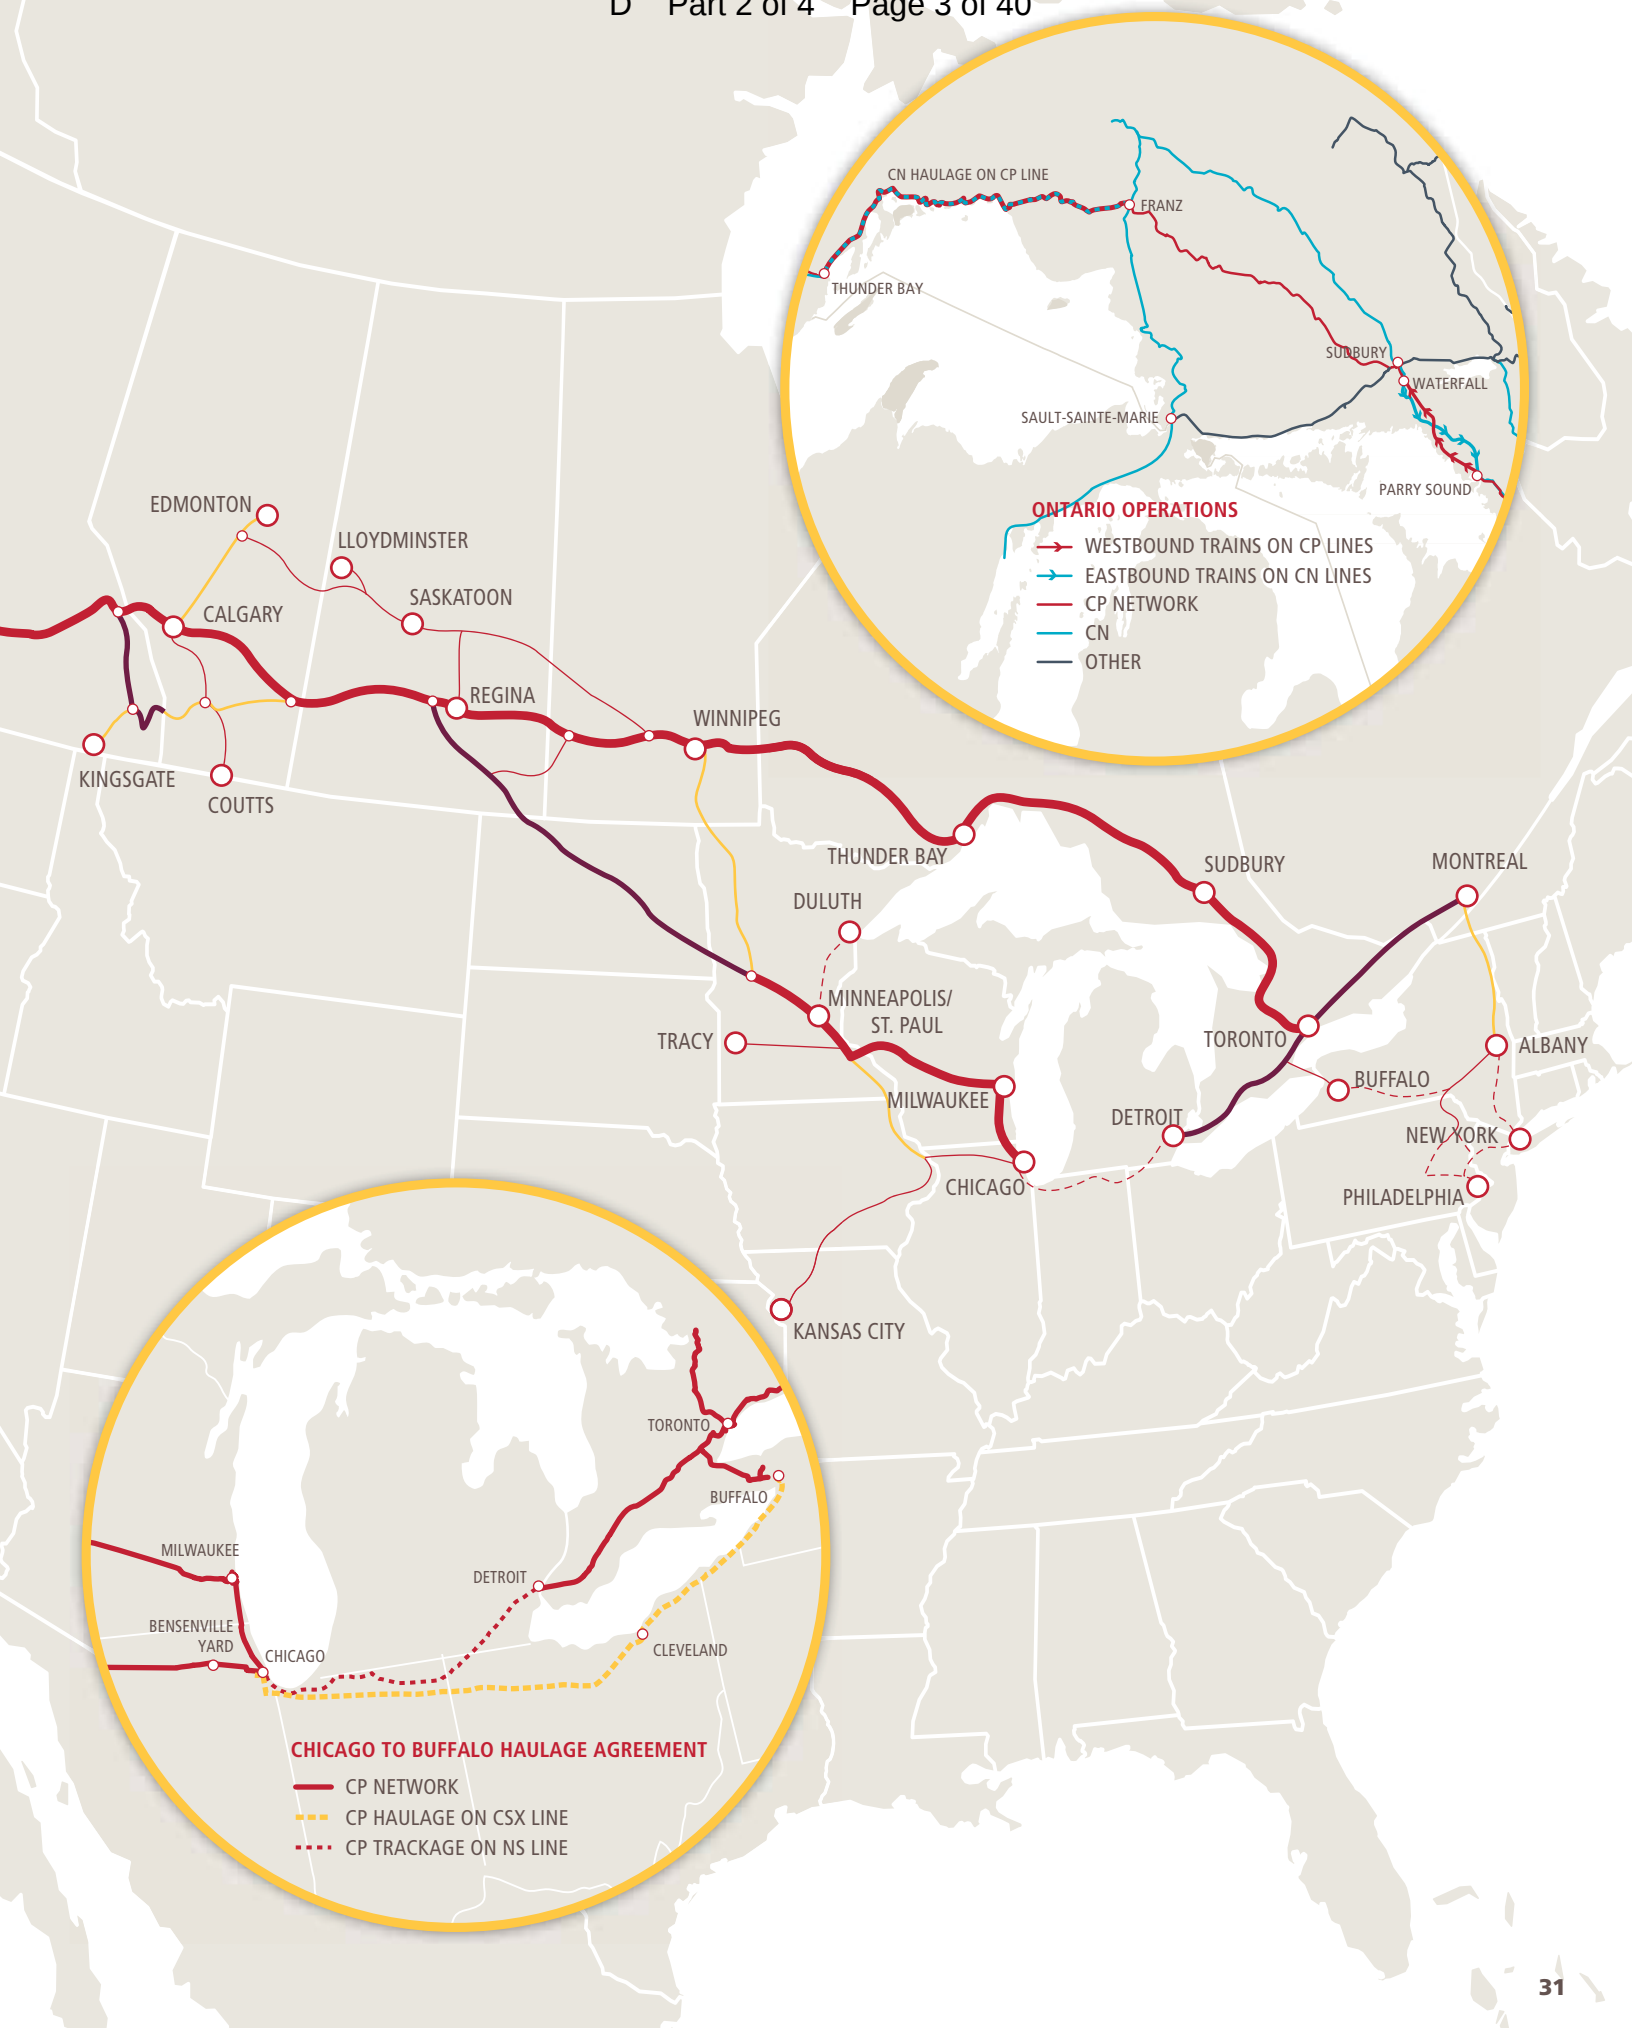 D Part 2 of 4 Page 3 of 40
CN HAULAGE ON CP LINE
FRANZ
THUNDER BAY
SUDBURY
WATERFALL
SAULT-SAINTE-MARIE
PARRY SOUND
ONTARIO OPERATIONS
WESTBOUND TRAINS ON CP LINES
EASTBOUND TRAINS ON CN LINES
CP NETWORK
CN
OTHER
EDMONTON
LLOYDMINSTER
SASKATOON
CALGARY
REGINA
WINNIPEG
KINGSGATE
COUTTS
THUNDER BAY
SUDBURY
MONTREAL
DULUTH
MINNEAPOLIS/
ST. PAUL
TRACY
TORONTO
ALBANY
BUFFALO
MILWAUKEE
DETROIT
NEW YORK
CHICAGO
PHILADELPHIA
KANSAS CITY
TORONTO
BUFFALO
MILWAUKEE
DETROIT
BENSENVILLE
YARD
CHICAGO
CLEVELAND
CHICAGO TO BUFFALO HAULAGE AGREEMENT
CP NETWORK
CP HAULAGE ON CSX LINE
CP TRACKAGE ON NS LINE
31